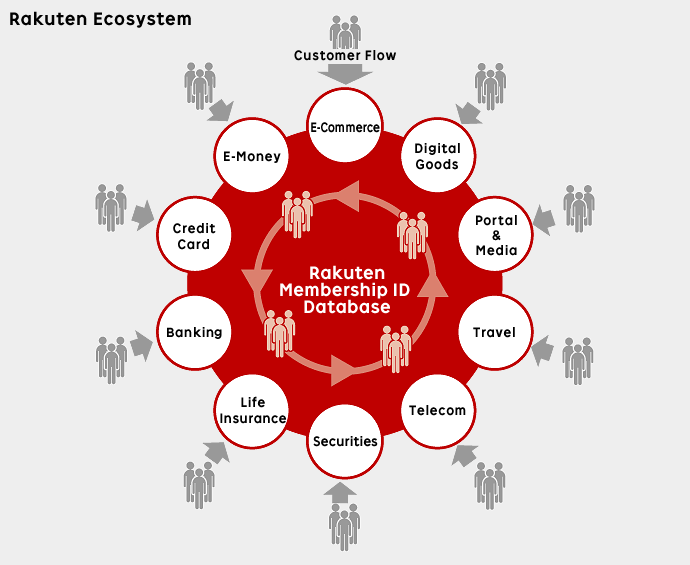 Rakuten Ecosystem
Customer Flow
E-Commerce
Digital
Goods
Portal
&
Media
Travel
Telecom
Securities
Life
Insurance
Banking
Credit
Card
E-Money
Rakuten
Membership ID
Database